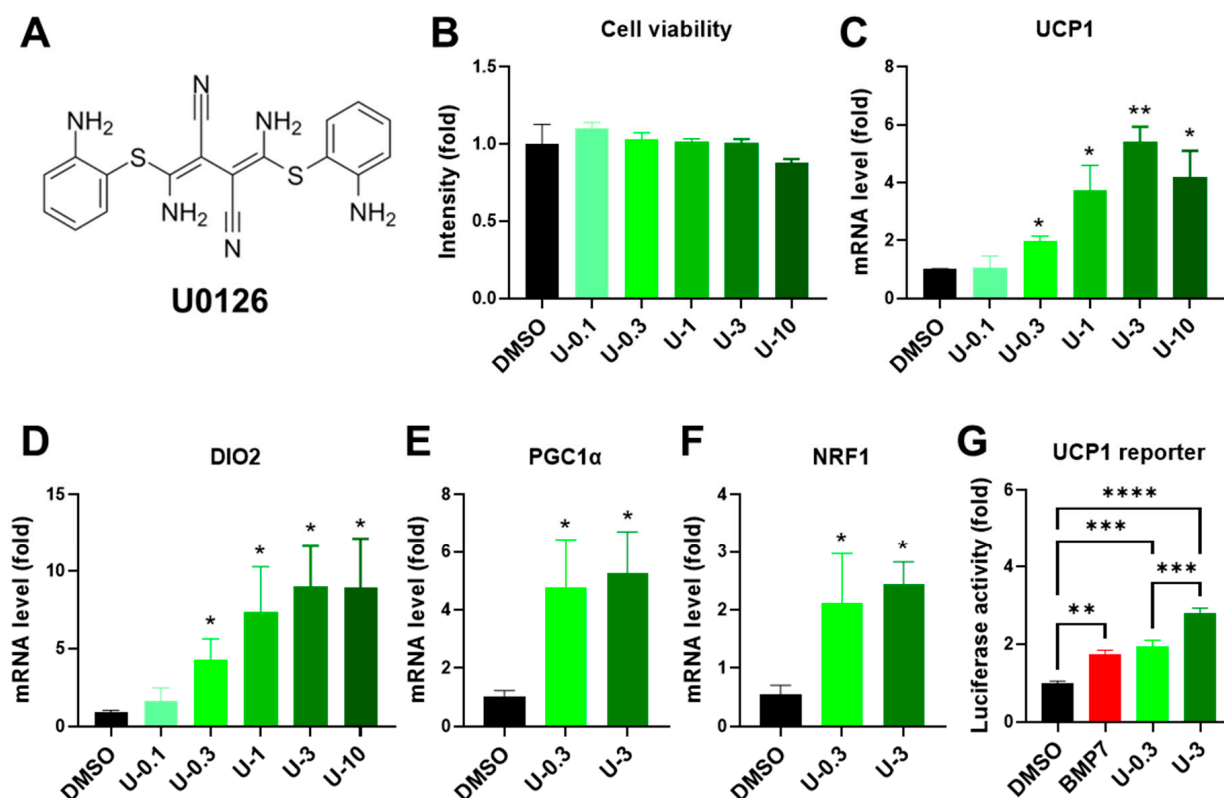 A
NH2
N
NH2
S
S
NH2
N
NH2
U0126
B
Cell viability
Intensity (fold)
1.5
1.0
0.5
0.0
DMSO
U-0.1
U-0.3
U-1
U-3
U-10
C
UCP1
mRNA level (fold)
8
6
4
2
0
*
*
**
*
DMSO
U-0.1
U-0.3
U-1
U-3
U-10
D
DIO2
mRNA level (fold)
15
10
5
0
*
*
*
*
DMSO
U-0.1
U-0.3
U-1
U-3
U-10
E
PGC1α
mRNA level (fold)
8
6
4
2
0
*
*
DMSO
U-0.3
U-3
F
NRF1
mRNA level (fold)
4
3
2
1
0
*
*
DMSO
U-0.3
U-3
G
UCP1 reporter
Luciferase activity (fold)
6
4
2
0
****
***
***
**
DMSO
BMP7
U-0.3
U-3